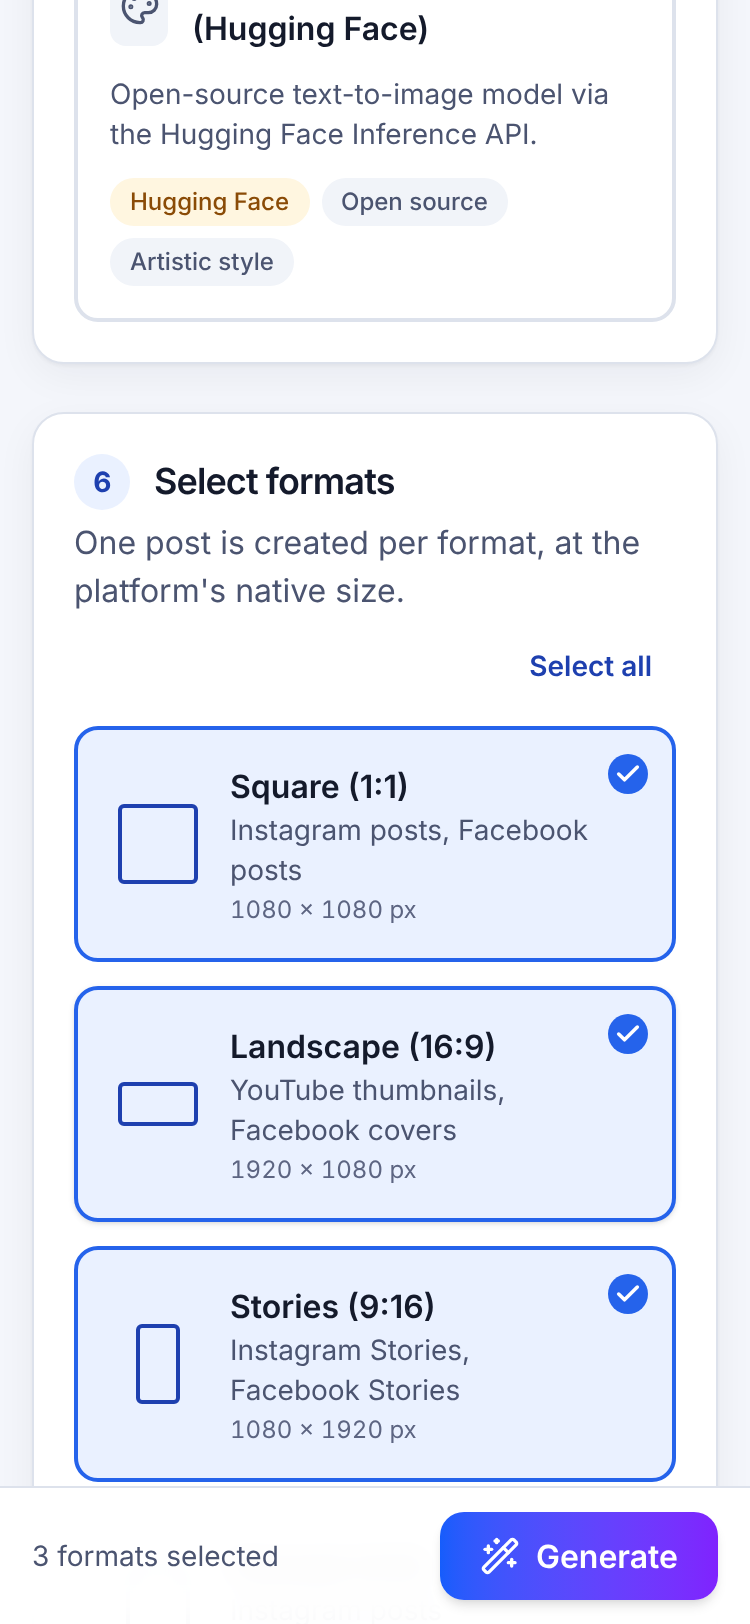 (Hugging Face)
Open-source text-to-image model via
the Hugging Face Inference API.
Hugging Face
Open source
Artistic style
6
Select formats
One post is created per format, at the
platform's native size.
Select all
Square (1:1)
Instagram posts, Facebook
posts
1080 × 1080 px
Landscape (16:9)
YouTube thumbnails,
Facebook covers
1920 × 1080 px
Stories (9:16)
Instagram Stories,
Facebook Stories
1080 × 1920 px
3 formats selected
Generate